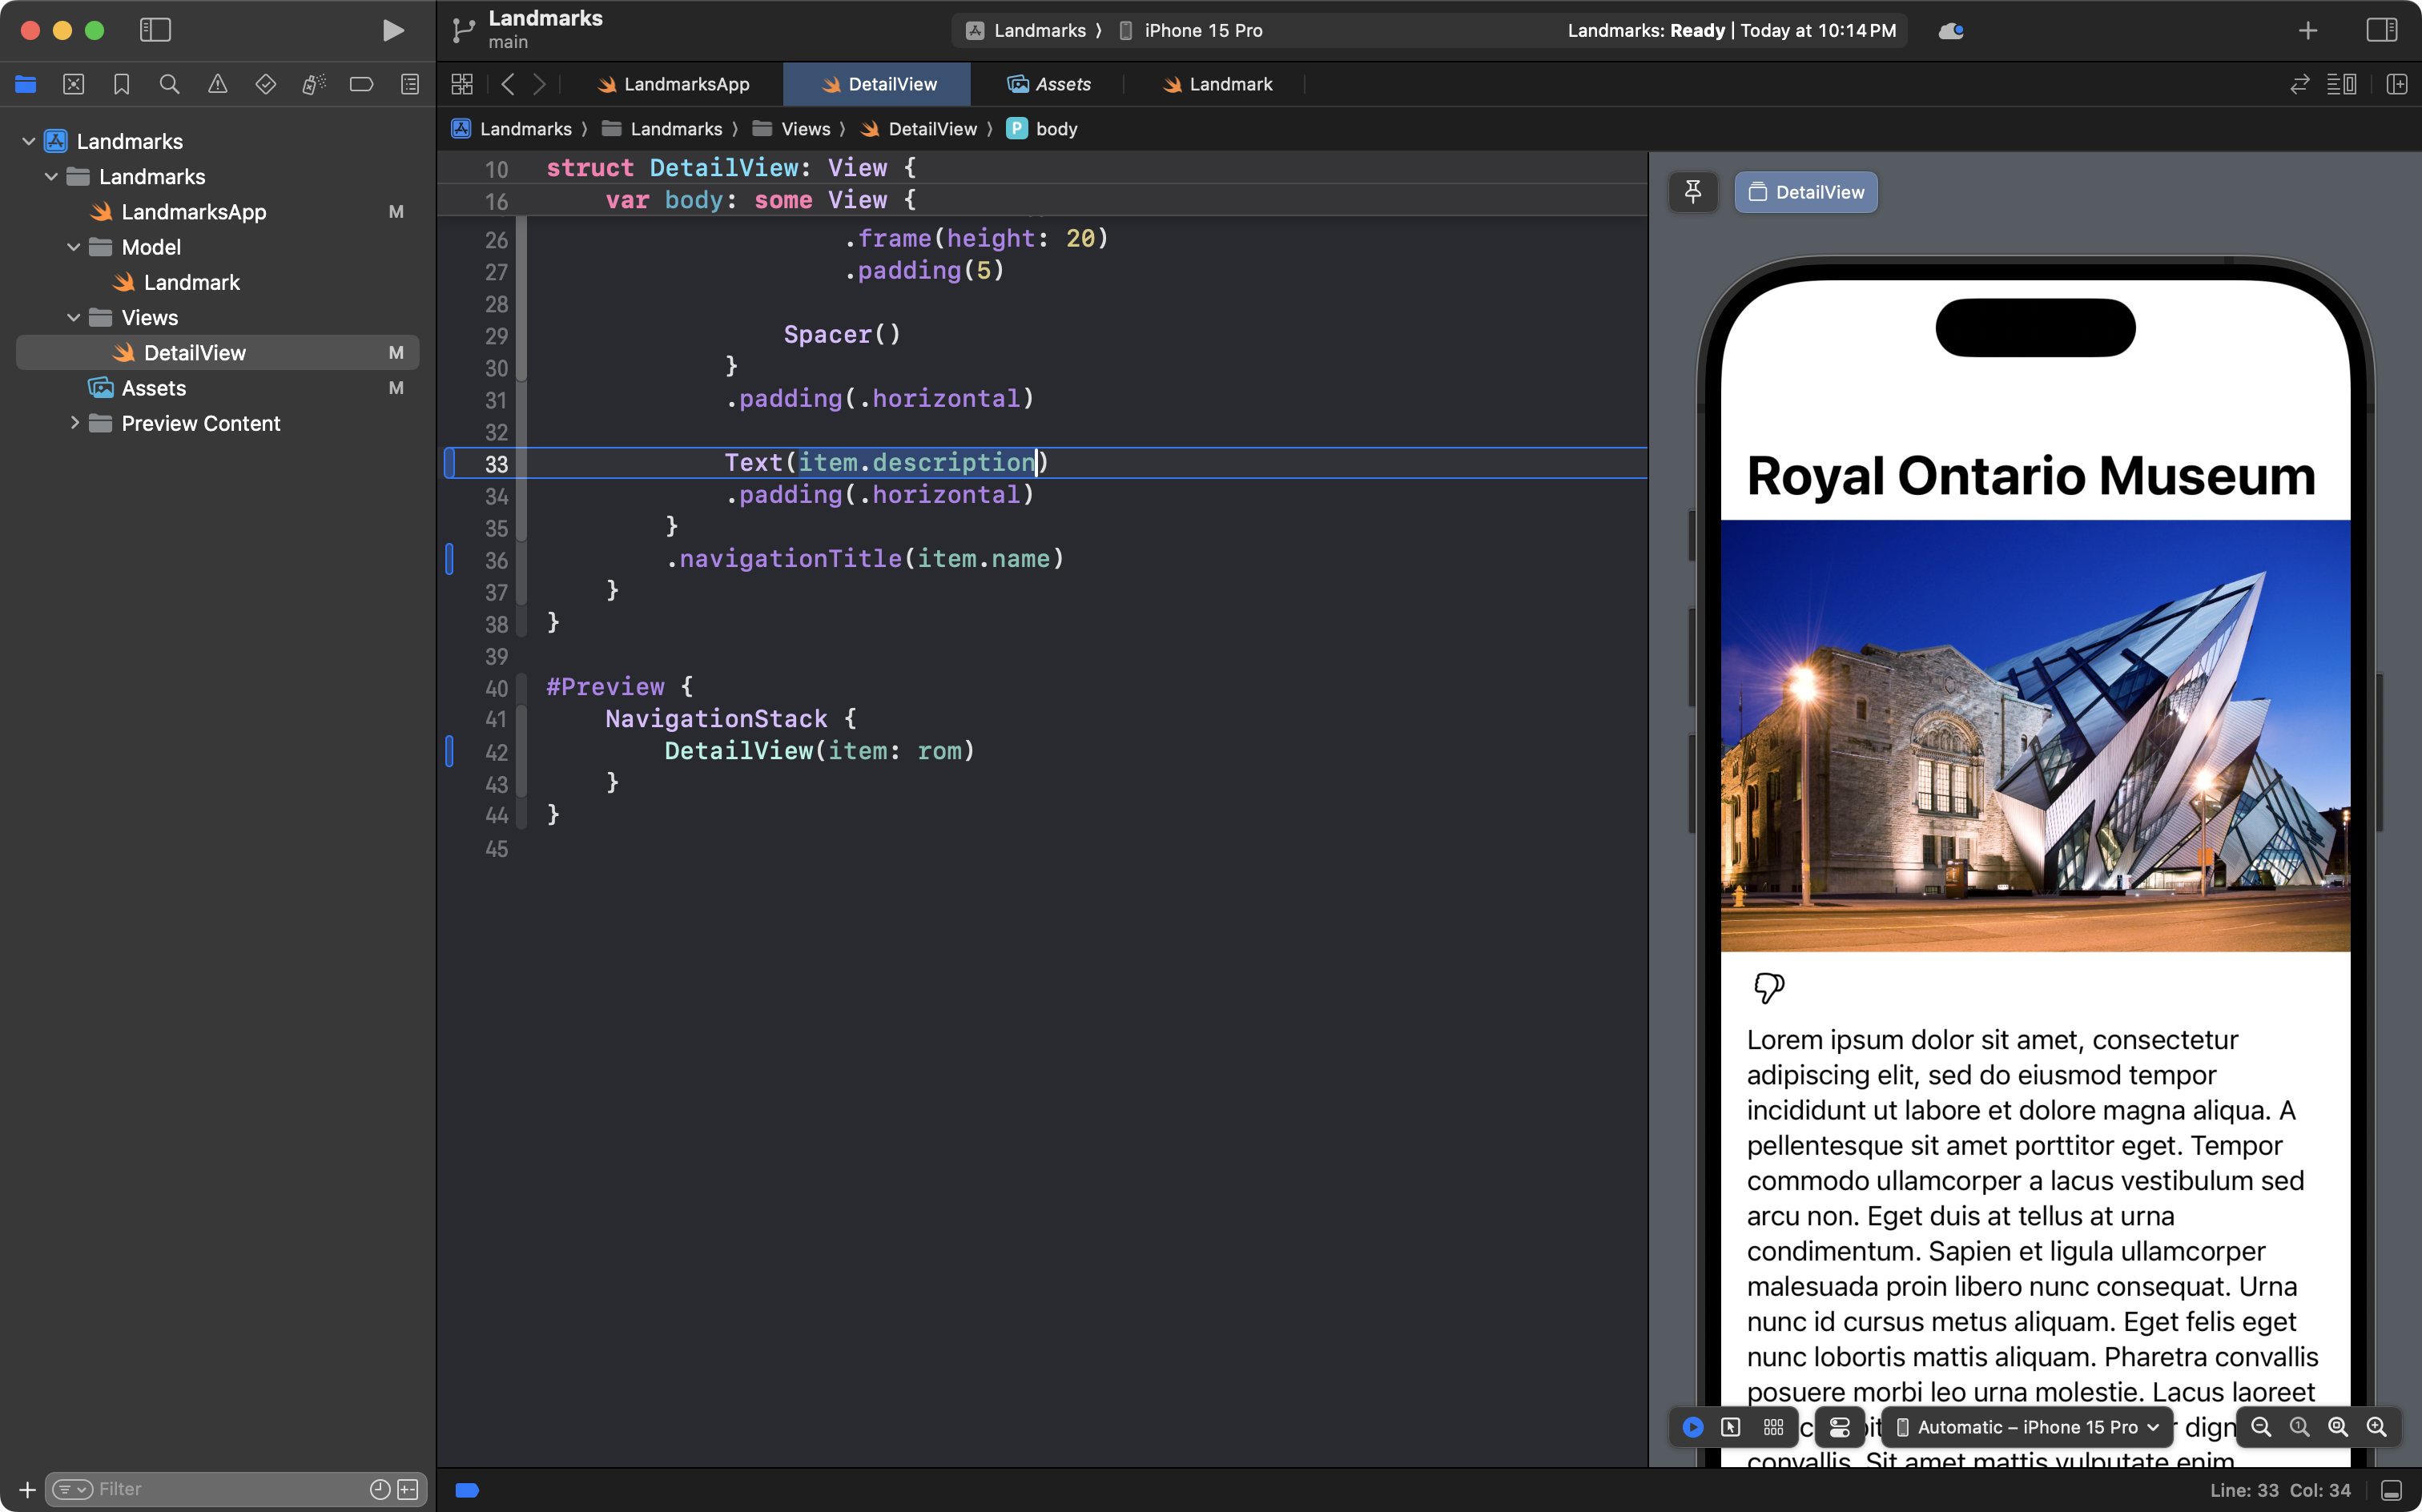 Landmarks
main
Landmarks 〉 iPhone 15 Pro
Landmarks: Ready | Today at 10:14 PM
LandmarksApp
DetailView
Assets
Landmark
Landmarks 〉 Landmarks 〉 Views 〉 DetailView 〉 P body
Landmarks
Landmarks
LandmarksApp M
Model
Landmark
Views
DetailView M
Assets M
Preview Content
Filter
10 struct DetailView: View {
16 var body: some View {
26 .frame(height: 20)
27 .padding(5)
28
29 Spacer()
30 }
31 .padding(.horizontal)
32
33 Text(item.description)
34 .padding(.horizontal)
35 }
36 .navigationTitle(item.name)
37 }
38 }
39
40 #Preview {
41 NavigationStack {
42 DetailView(item: rom)
43 }
44 }
45
DetailView
Royal Ontario Museum
Lorem ipsum dolor sit amet, consectetur
adipiscing elit, sed do eiusmod tempor
incididunt ut labore et dolore magna aliqua. A
pellentesque sit amet porttitor eget. Tempor
commodo ullamcorper a lacus vestibulum sed
arcu non. Eget duis at tellus at urna
condimentum. Sapien et ligula ullamcorper
malesuada proin libero nunc consequat. Urna
nunc id cursus metus aliquam. Eget felis eget
nunc lobortis mattis aliquam. Pharetra convallis
posuere morbi leo urna molestie. Lacus laoreet
convallis. Sit amet mattis vulputate enim
Automatic – iPhone 15 Pro
Line: 33 Col: 34